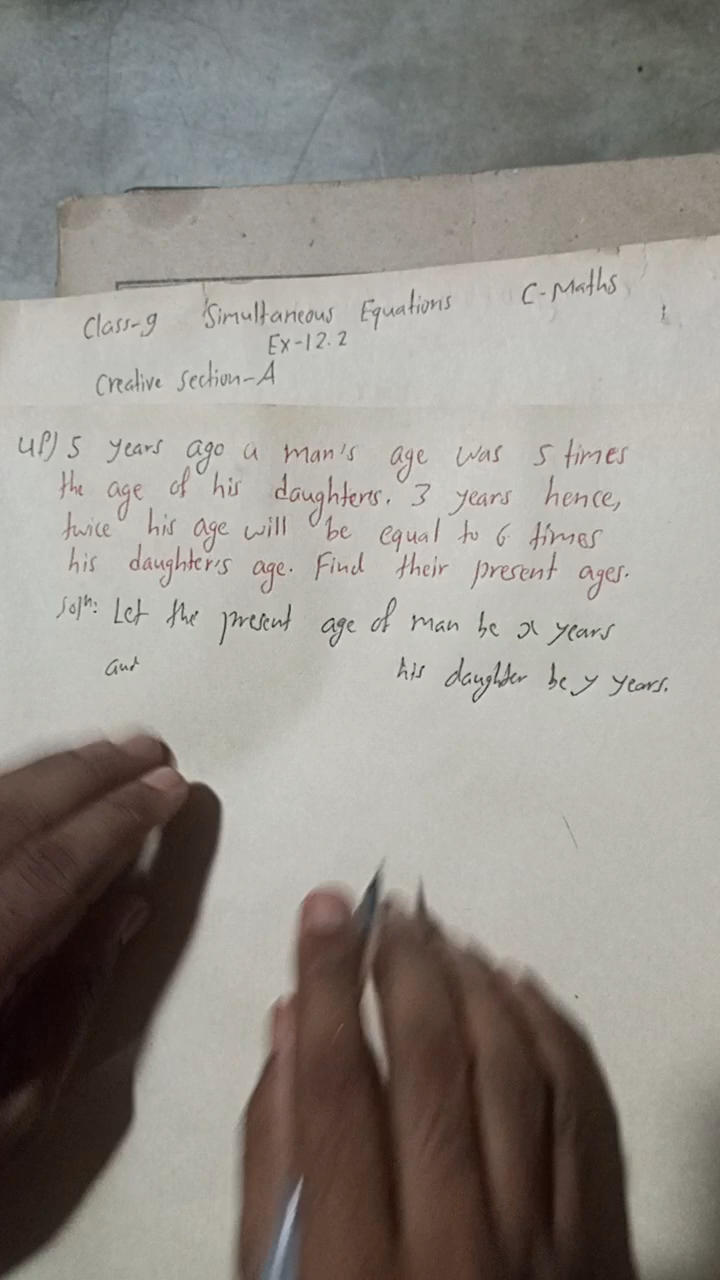 Class-9 Simultaneous Equations C-Maths
Ex-12.2
Creative section-A
5 years ago a man's age was 5 times
the age of his daughters. 3 years hence,
twice his age will be equal to 6 times
his daughter's age. Find their present ages.
Solⁿ: Let the present age of man be x years
and his daughter be y years.